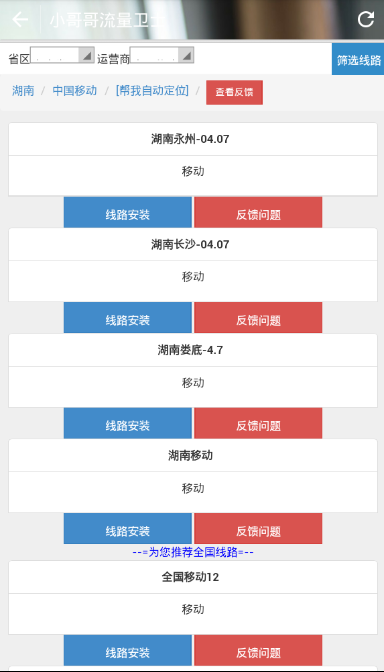 小哥哥流量卫士
省区 运营商 筛选线路
湖南 / 中国移动 / [帮我自动定位] / 查看反馈
湖南永州-04.07
移动
线路安装 反馈问题
湖南长沙-04.07
移动
线路安装 反馈问题
湖南娄底-4.7
移动
线路安装 反馈问题
湖南移动
移动
线路安装 反馈问题
--=为您推荐全国线路=--
全国移动12
移动
线路安装 反馈问题